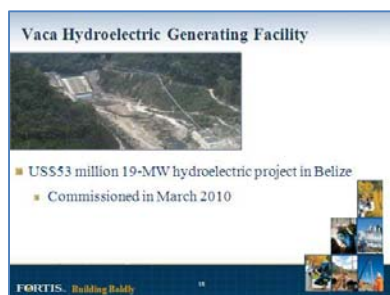 Vaca Hydroelectric Generating Facility
US$53 million 19-MW hydroelectric project in Belize
Commissioned in March 2010
FORTIS. Building Boldly
18